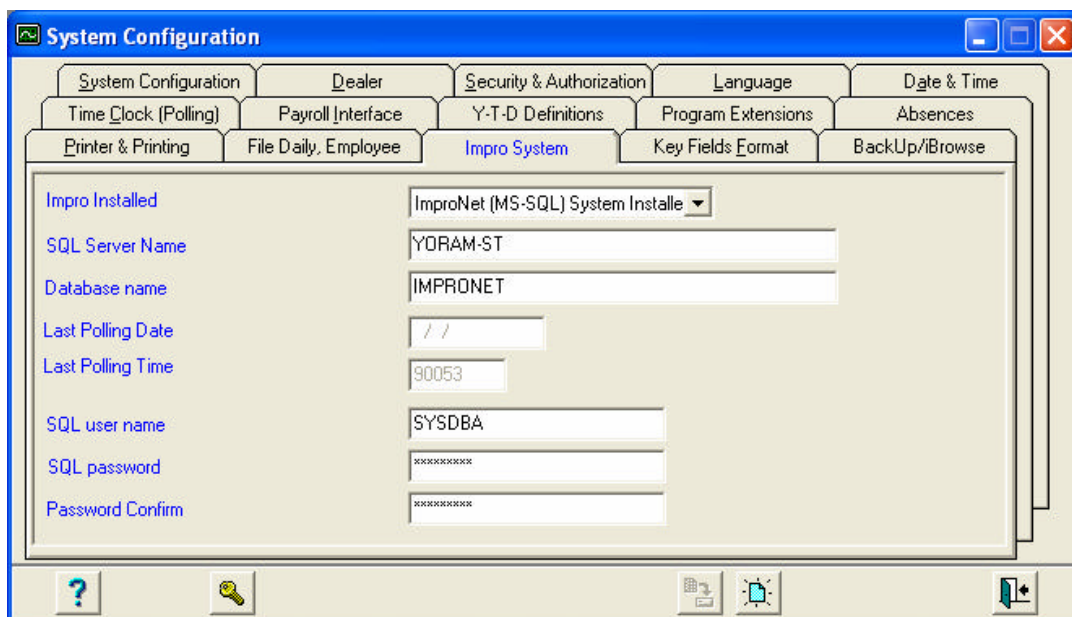 System Configuration
System Configuration Dealer Security & Authorization Language Date & Time
Time Clock (Polling) Payroll Interface Y-T-D Definitions Program Extensions Absences
Printer & Printing File Daily, Employee Impro System Key Fields Format BackUp/iBrowse
Impro Installed ImproNet (MS-SQL) System Installe
SQL Server Name YORAM-ST
Database name IMPRONET
Last Polling Date / /
Last Polling Time 90053
SQL user name SYSDBA
SQL password *********
Password Confirm *********
?